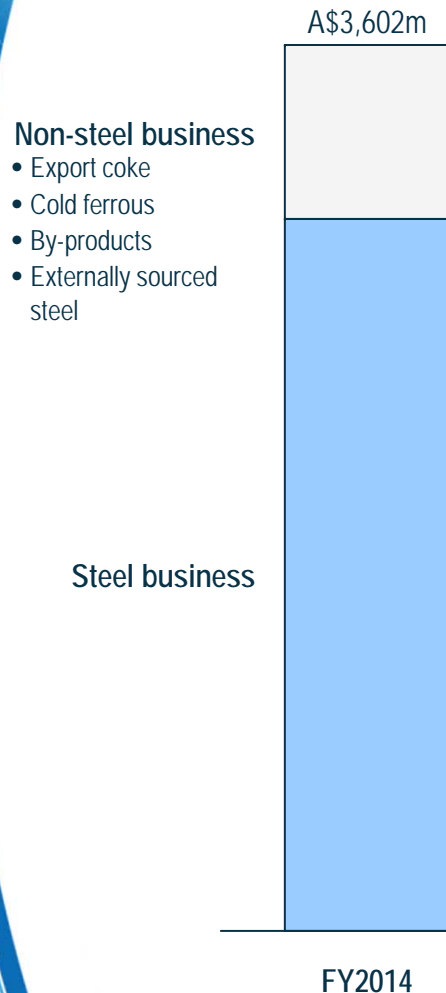 A$3,602m
Non-steel business
• Export coke
• Cold ferrous
• By-products
• Externally sourced
steel
Steel business
FY2014